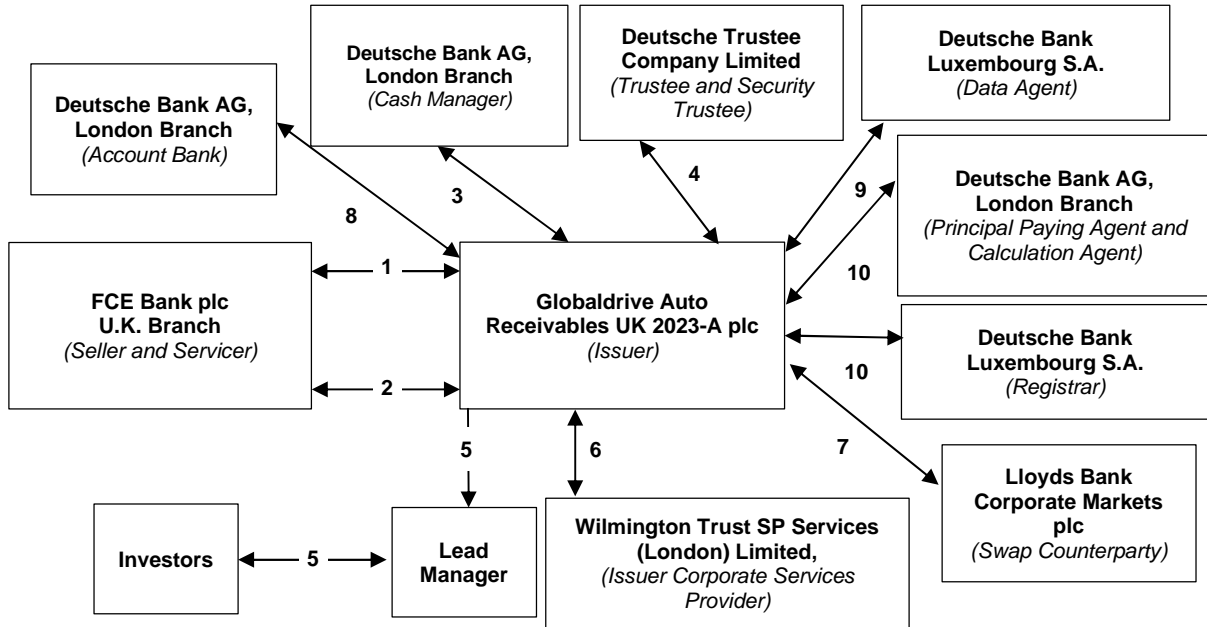 Deutsche Bank AG,
London Branch
(Account Bank)
Deutsche Bank AG,
London Branch
(Cash Manager)
Deutsche Trustee
Company Limited
(Trustee and Security
Trustee)
Deutsche Bank
Luxembourg S.A.
(Data Agent)
8
3
4
9
Deutsche Bank AG,
London Branch
(Principal Paying Agent and
Calculation Agent)
10
FCE Bank plc
U.K. Branch
(Seller and Servicer)
1
2
Globaldrive Auto
Receivables UK 2023-A plc
(Issuer)
Deutsche Bank
Luxembourg S.A.
(Registrar)
10
5
6
7
Lloyds Bank
Corporate Markets
plc
(Swap Counterparty)
Investors
5
Lead
Manager
Wilmington Trust SP Services
(London) Limited,
(Issuer Corporate Services
Provider)